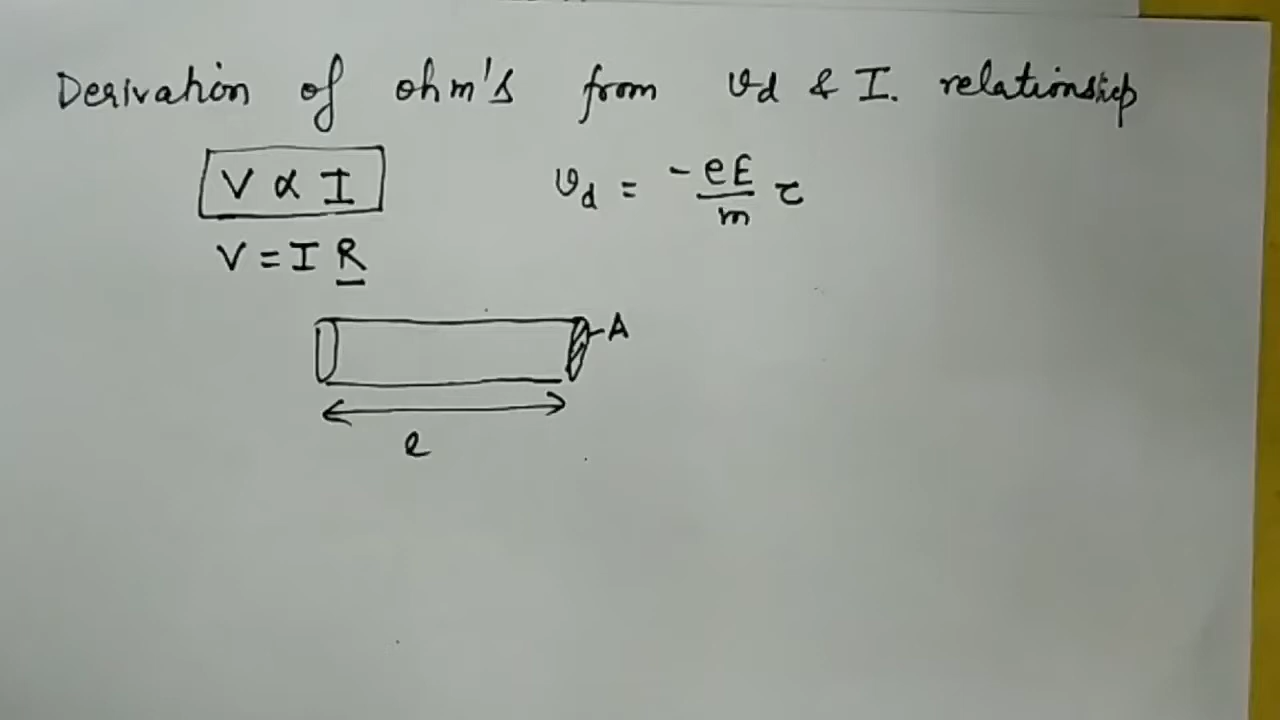 Derivation of ohm's from vd & I. relationship
V ∝ I
vd = -eE/m τ
V = I R
A
l